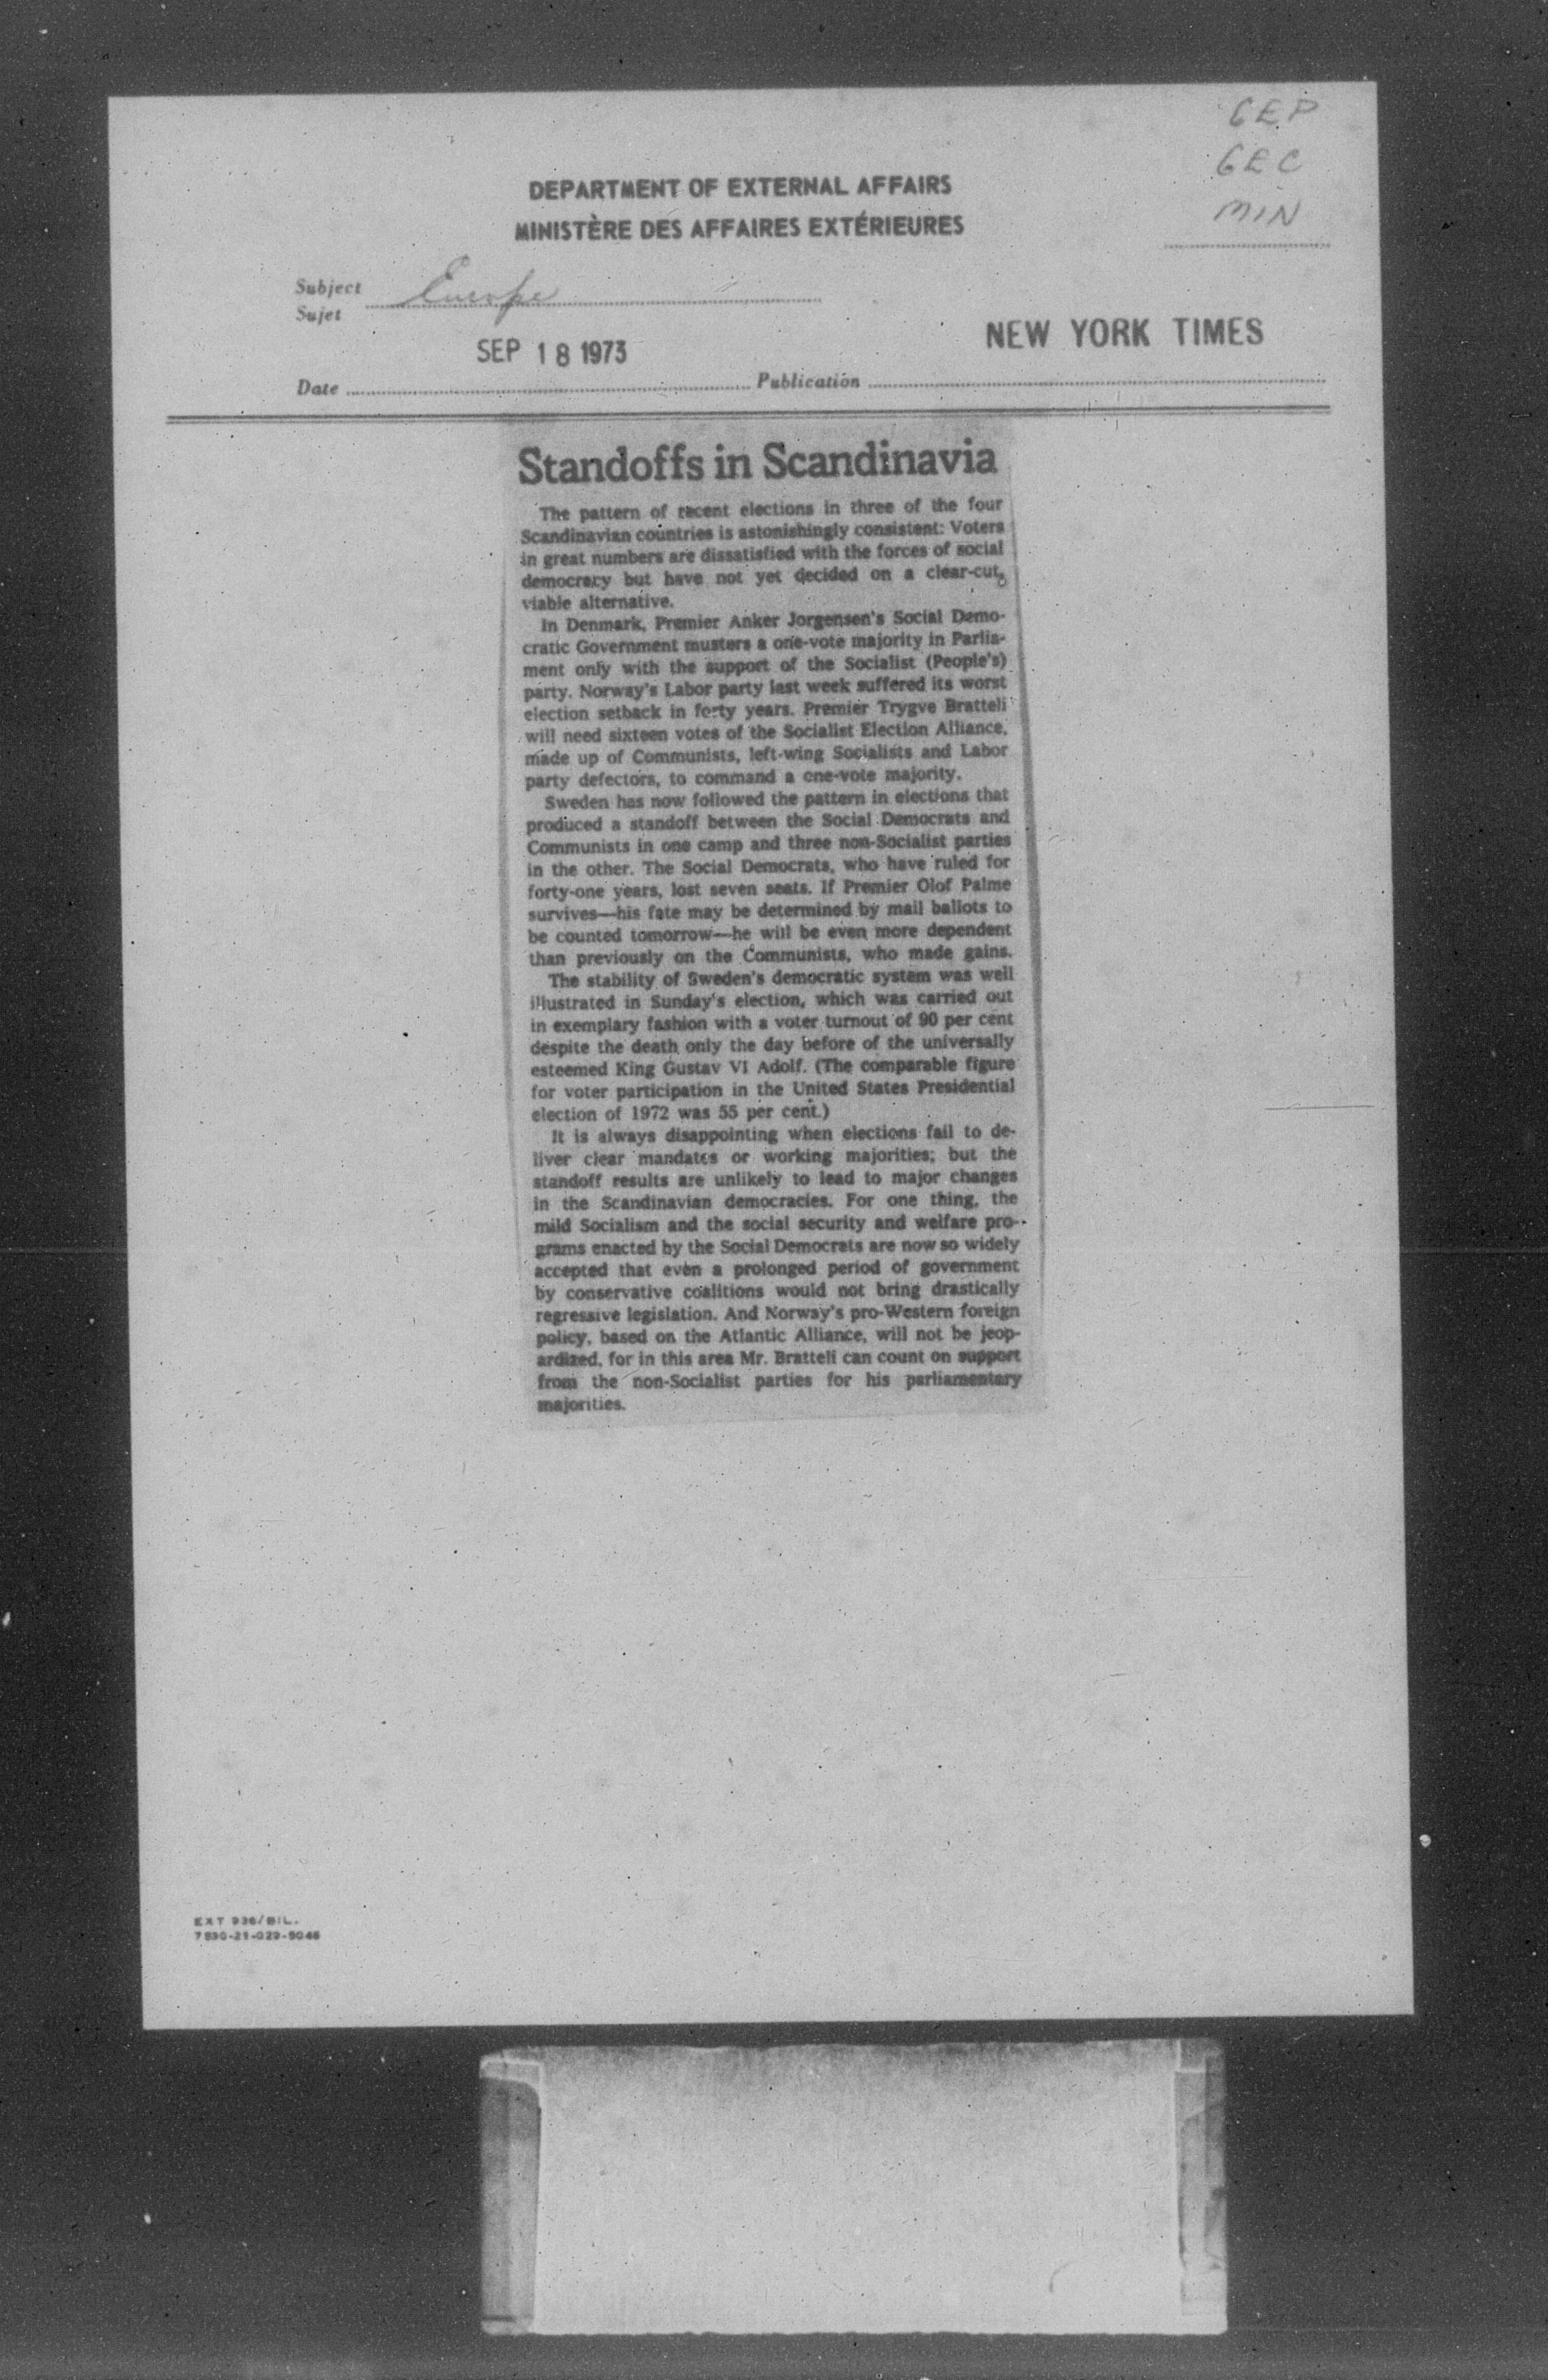 GEP
GEC
MIN
DEPARTMENT OF EXTERNAL AFFAIRS
MINISTÈRE DES AFFAIRES EXTÉRIEURES
Subject
Sujet
Europe
SEP 18 1973
NEW YORK TIMES
Date
Publication
Standoffs in Scandinavia
The pattern of recent elections in three of the four
Scandinavian countries is astonishingly consistent: Voters
in great numbers are dissatisfied with the forces of social
democracy but have not yet decided on a clear-cut,
viable alternative.
In Denmark, Premier Anker Jorgensen's Social Demo-
cratic Government musters a one-vote majority in Parlia-
ment only with the support of the Socialist (People's)
party. Norway's Labor party last week suffered its worst
election setback in forty years. Premier Trygve Bratteli
will need sixteen votes of the Socialist Election Alliance,
made up of Communists, left-wing Socialists and Labor
party defectors, to command a one-vote majority.
Sweden has now followed the pattern in elections that
produced a standoff between the Social Democrats and
Communists in one camp and three non-Socialist parties
in the other. The Social Democrats, who have ruled for
forty-one years, lost seven seats. If Premier Olof Palme
survives—his fate may be determined by mail ballots to
be counted tomorrow—he will be even more dependent
than previously on the Communists, who made gains.
The stability of Sweden's democratic system was well
illustrated in Sunday's election, which was carried out
in exemplary fashion with a voter turnout of 90 per cent
despite the death only the day before of the universally
esteemed King Gustav VI Adolf. (The comparable figure
for voter participation in the United States Presidential
election of 1972 was 55 per cent.)
It is always disappointing when elections fail to de-
liver clear mandates or working majorities; but the
standoff results are unlikely to lead to major changes
in the Scandinavian democracies. For one thing, the
mild Socialism and the social security and welfare pro-
grams enacted by the Social Democrats are now so widely
accepted that even a prolonged period of government
by conservative coalitions would not bring drastically
regressive legislation. And Norway's pro-Western foreign
policy, based on the Atlantic Alliance, will not be jeop-
ardized, for in this area Mr. Bratteli can count on support
from the non-Socialist parties for his parliamentary
majorities.
EXT 936/BIL.
7530-21-029-5046